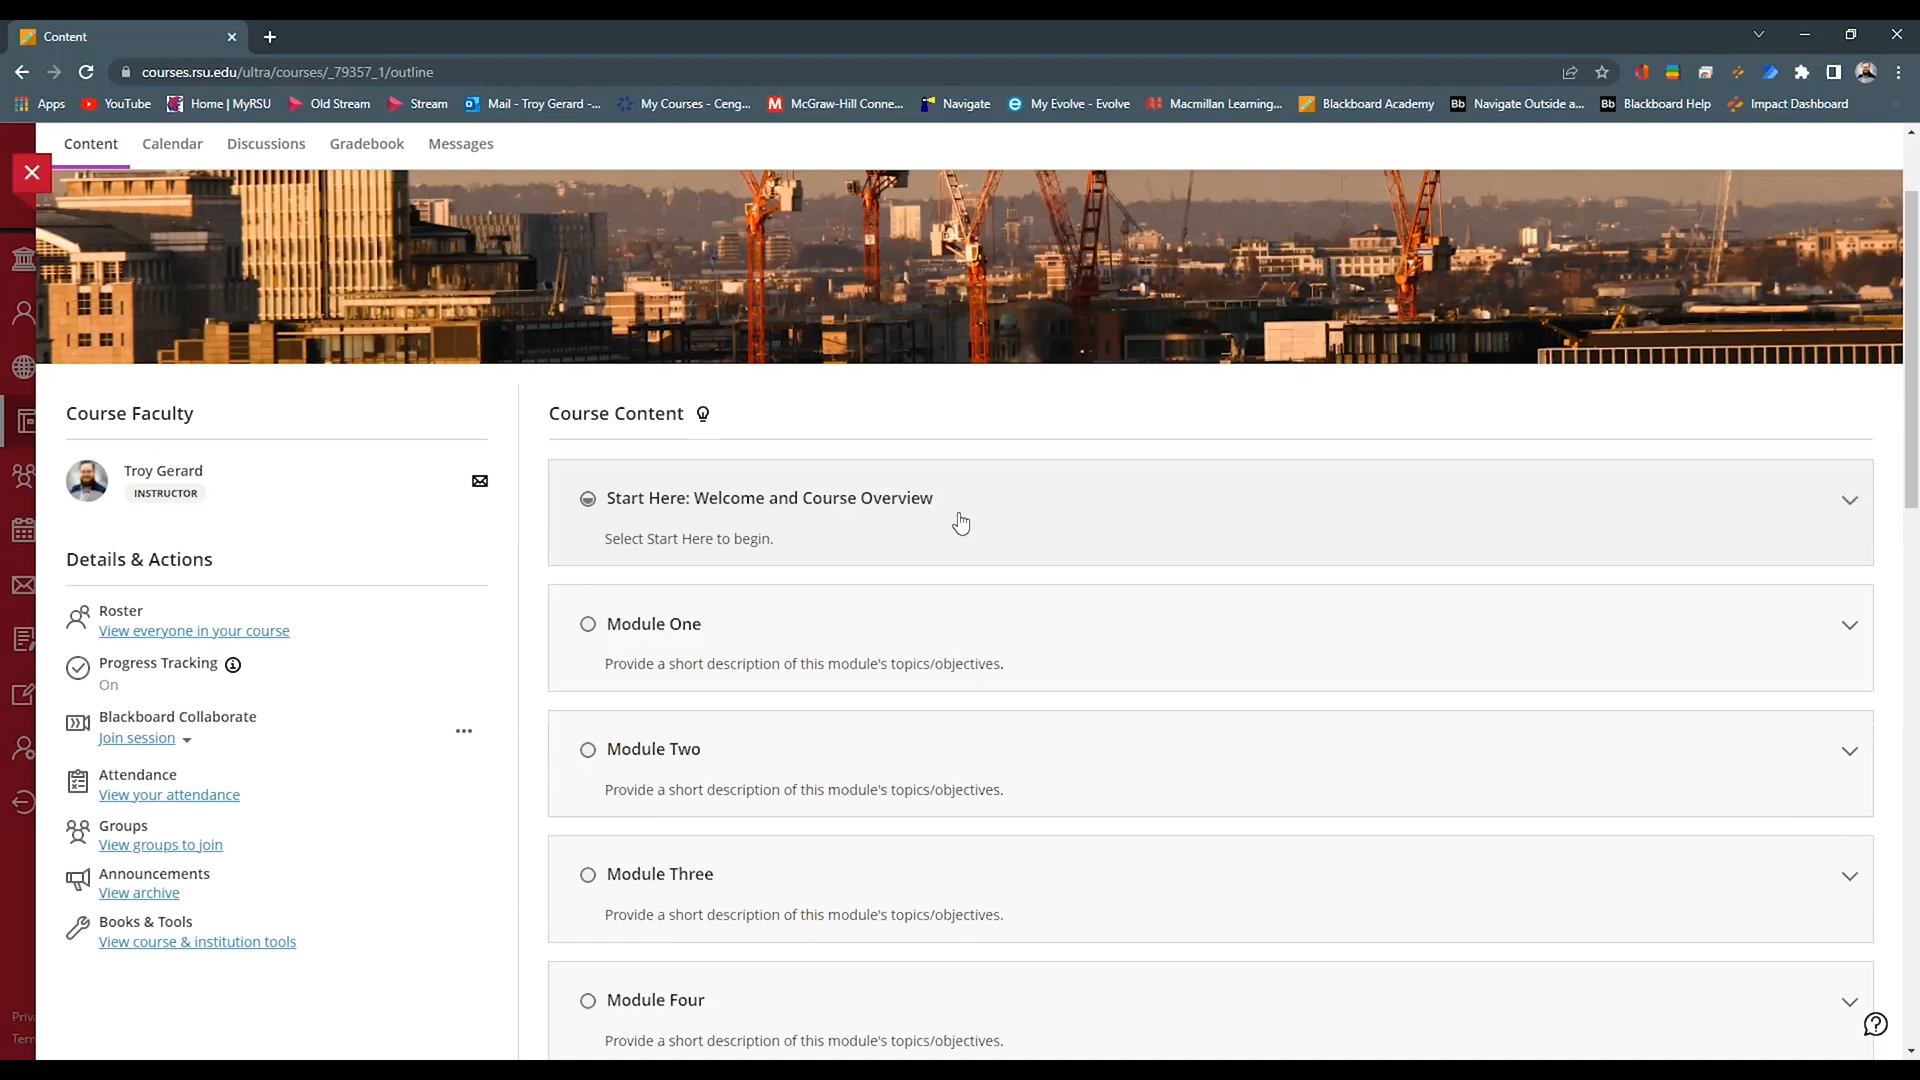 Content
courses.rsu.edu/ultra/courses/_79357_1/outline
Apps YouTube Home | MyRSU Old Stream Stream Mail - Troy Gerard -... My Courses - Ceng... McGraw-Hill Conne... Navigate My Evolve - Evolve Macmillan Learning... Blackboard Academy Bb Navigate Outside a... Bb Blackboard Help Impact Dashboard
Content Calendar Discussions Gradebook Messages
Course Faculty
Troy Gerard
INSTRUCTOR
Details & Actions
Roster
View everyone in your course
Progress Tracking
On
Blackboard Collaborate
Join session
Attendance
View your attendance
Groups
View groups to join
Announcements
View archive
Books & Tools
View course & institution tools
Course Content
Start Here: Welcome and Course Overview
Select Start Here to begin.
Module One
Provide a short description of this module's topics/objectives.
Module Two
Provide a short description of this module's topics/objectives.
Module Three
Provide a short description of this module's topics/objectives.
Module Four
Provide a short description of this module's topics/objectives.